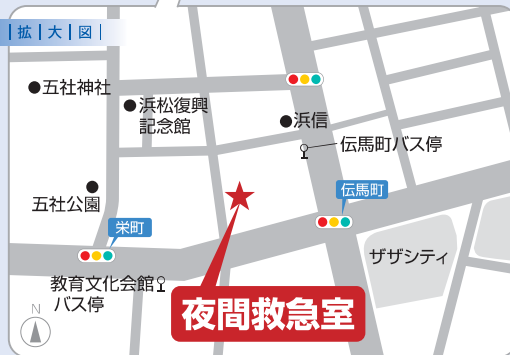 拡大図
五社神社
浜松復興
記念館
浜信
伝馬町バス停
伝馬町
五社公園
栄町
ザザシティ
教育文化会館
バス停
夜間救急室
N